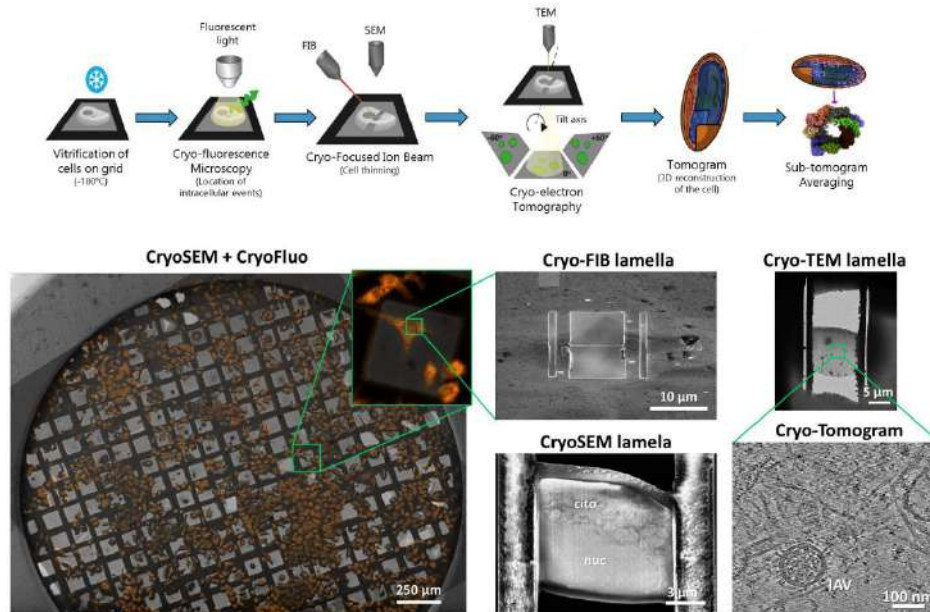 Fluorescent
light
FIB
SEM
TEM
Tilt axis
-60°
+60°
0°
Vitrification of
cells on grid
(-180°C)
Cryo-fluorescence
Microscopy
(Location of
intracellular events)
Cryo-Focused Ion Beam
(Cell thinning)
Cryo-electron
Tomography
Tomogram
(3D reconstruction
of the cell)
Sub-tomogram
Averaging
CryoSEM + CryoFluo
250 µm
Cryo-FIB lamella
10 µm
Cryo-TEM lamella
5 µm
CryoSEM lamela
cito
nuc
3 µm
Cryo-Tomogram
IAV
100 nm